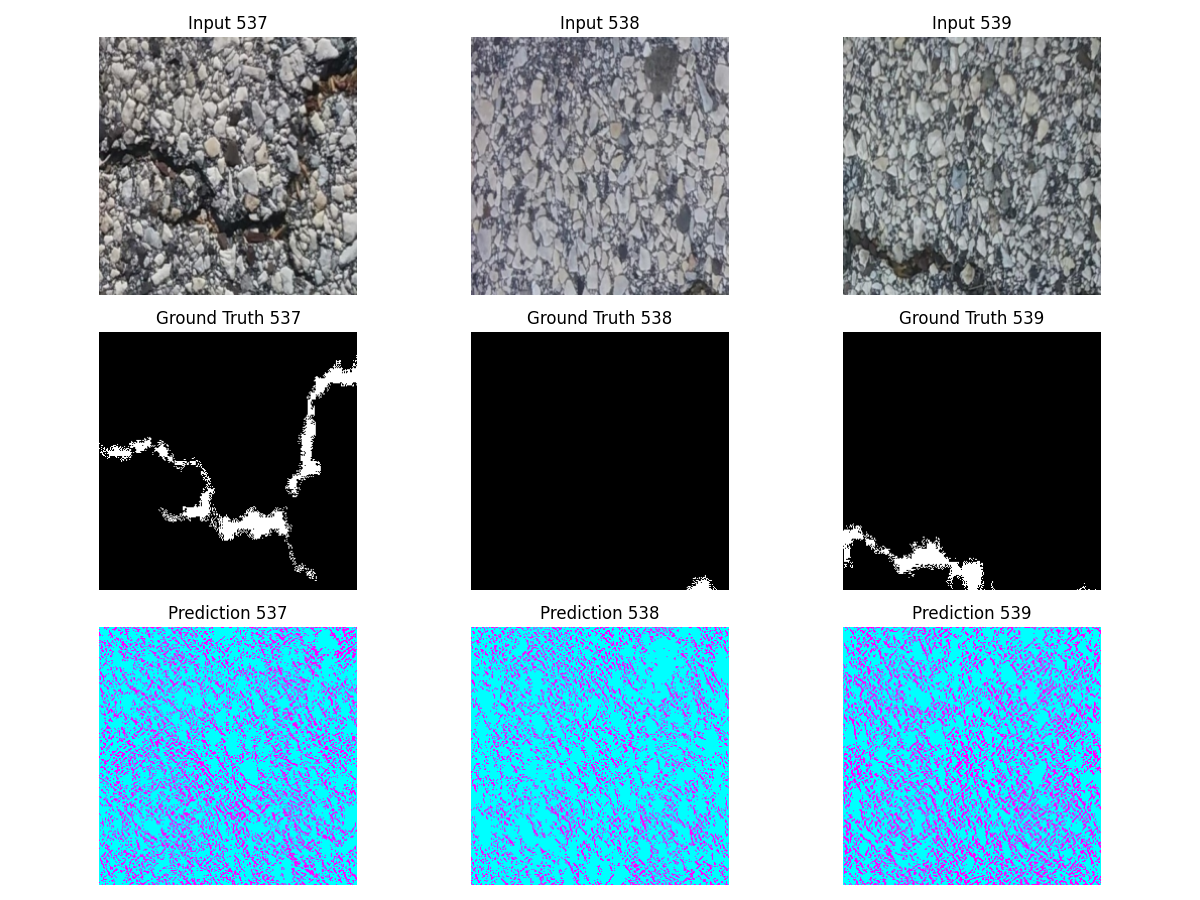 Input 537
Input 538
Input 539
Ground Truth 537
Ground Truth 538
Ground Truth 539
Prediction 537
Prediction 538
Prediction 539